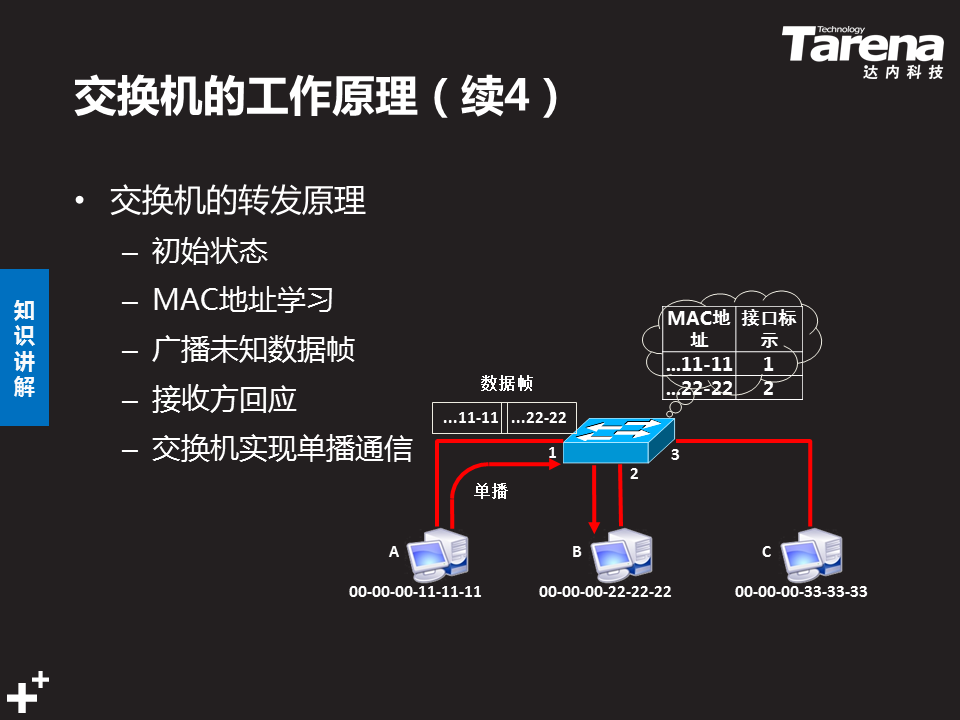 Technology
Tarena
达内科技
交换机的工作原理（续4）
• 交换机的转发原理
– 初始状态
– MAC地址学习
– 广播未知数据帧
– 接收方回应
– 交换机实现单播通信
知识讲解
MAC地址 接口标示
...11-11 1
...22-22 2
数据帧
...11-11 ...22-22
1
2
3
单播
A
B
C
00-00-00-11-11-11
00-00-00-22-22-22
00-00-00-33-33-33